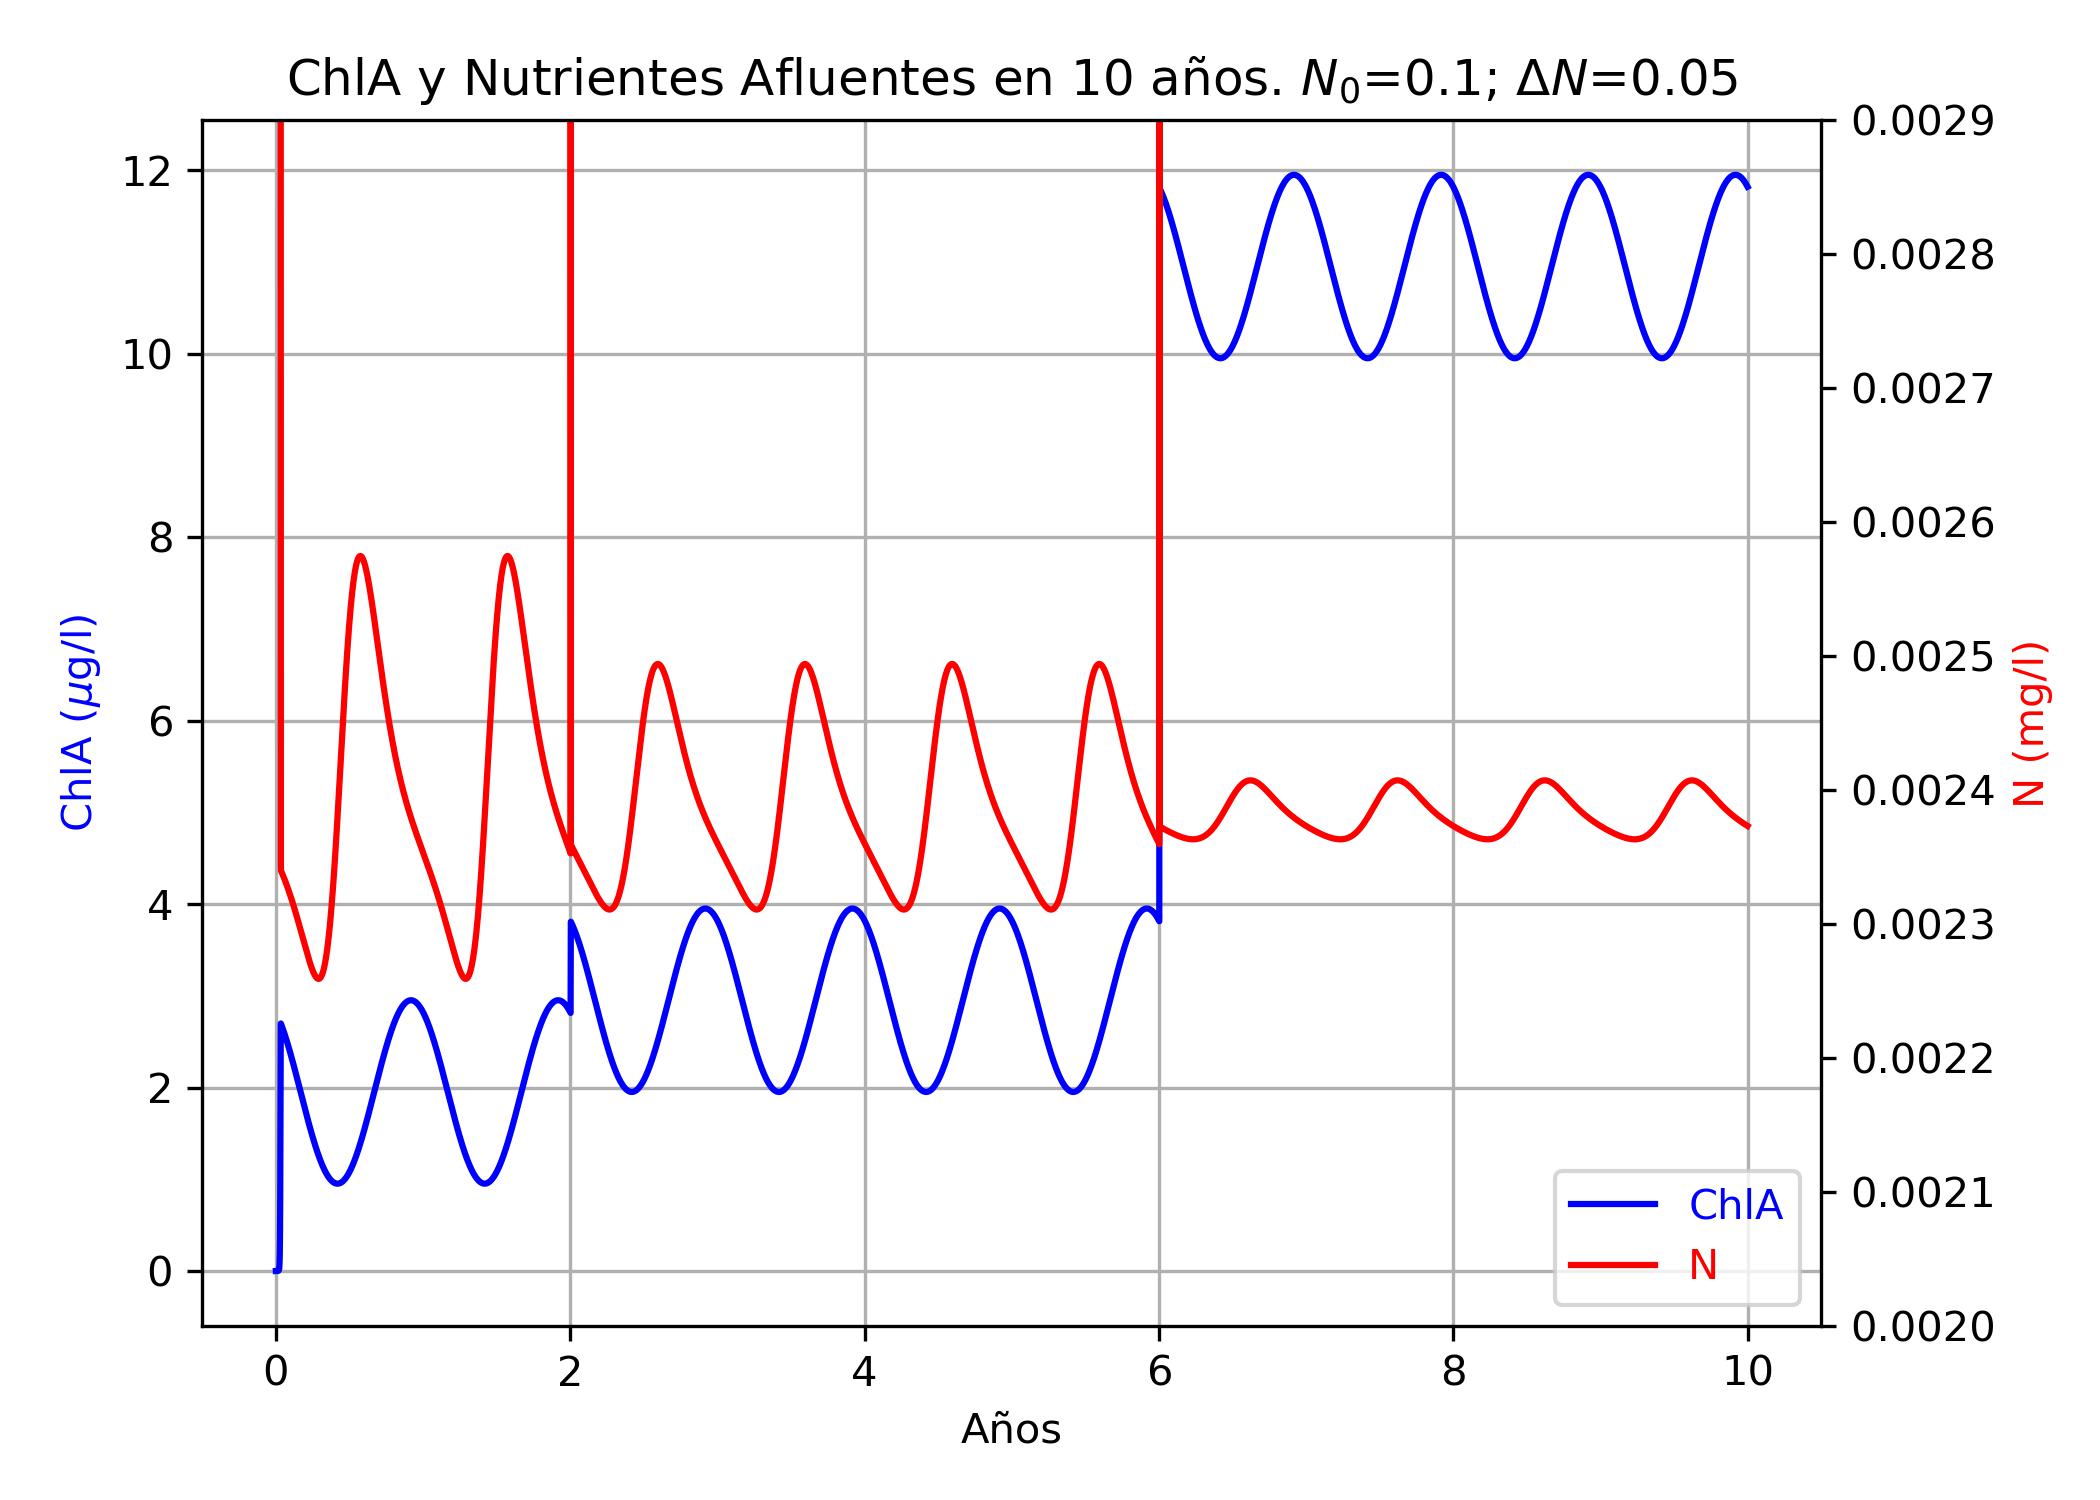 ChlA y Nutrientes Afluentes en 10 años. N₀=0.1; ΔN=0.05
12
10
8
6
4
2
0
ChlA (μg/l)
0.0029
0.0028
0.0027
0.0026
0.0025
0.0024
0.0023
0.0022
0.0021
0.0020
N (mg/l)
ChlA
N
0 2 4 6 8 10
Años